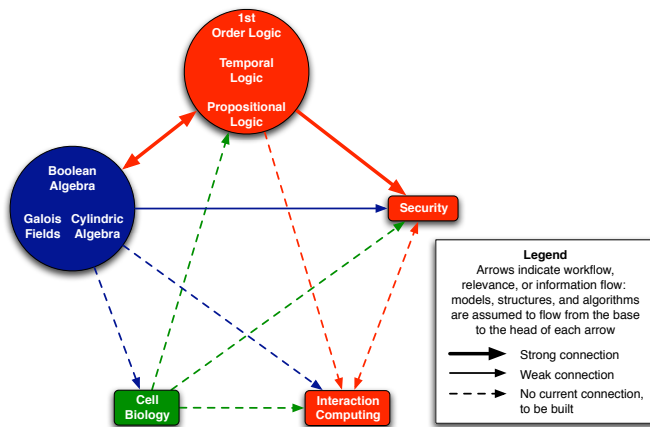 1st
Order Logic
Temporal
Logic
Propositional
Logic
Boolean
Algebra
Galois Cylindric
Fields Algebra
Security
Cell
Biology
Interaction
Computing
Legend
Arrows indicate workflow,
relevance, or information flow:
models, structures, and algorithms
are assumed to flow from the base
to the head of each arrow
Strong connection
Weak connection
No current connection,
to be built